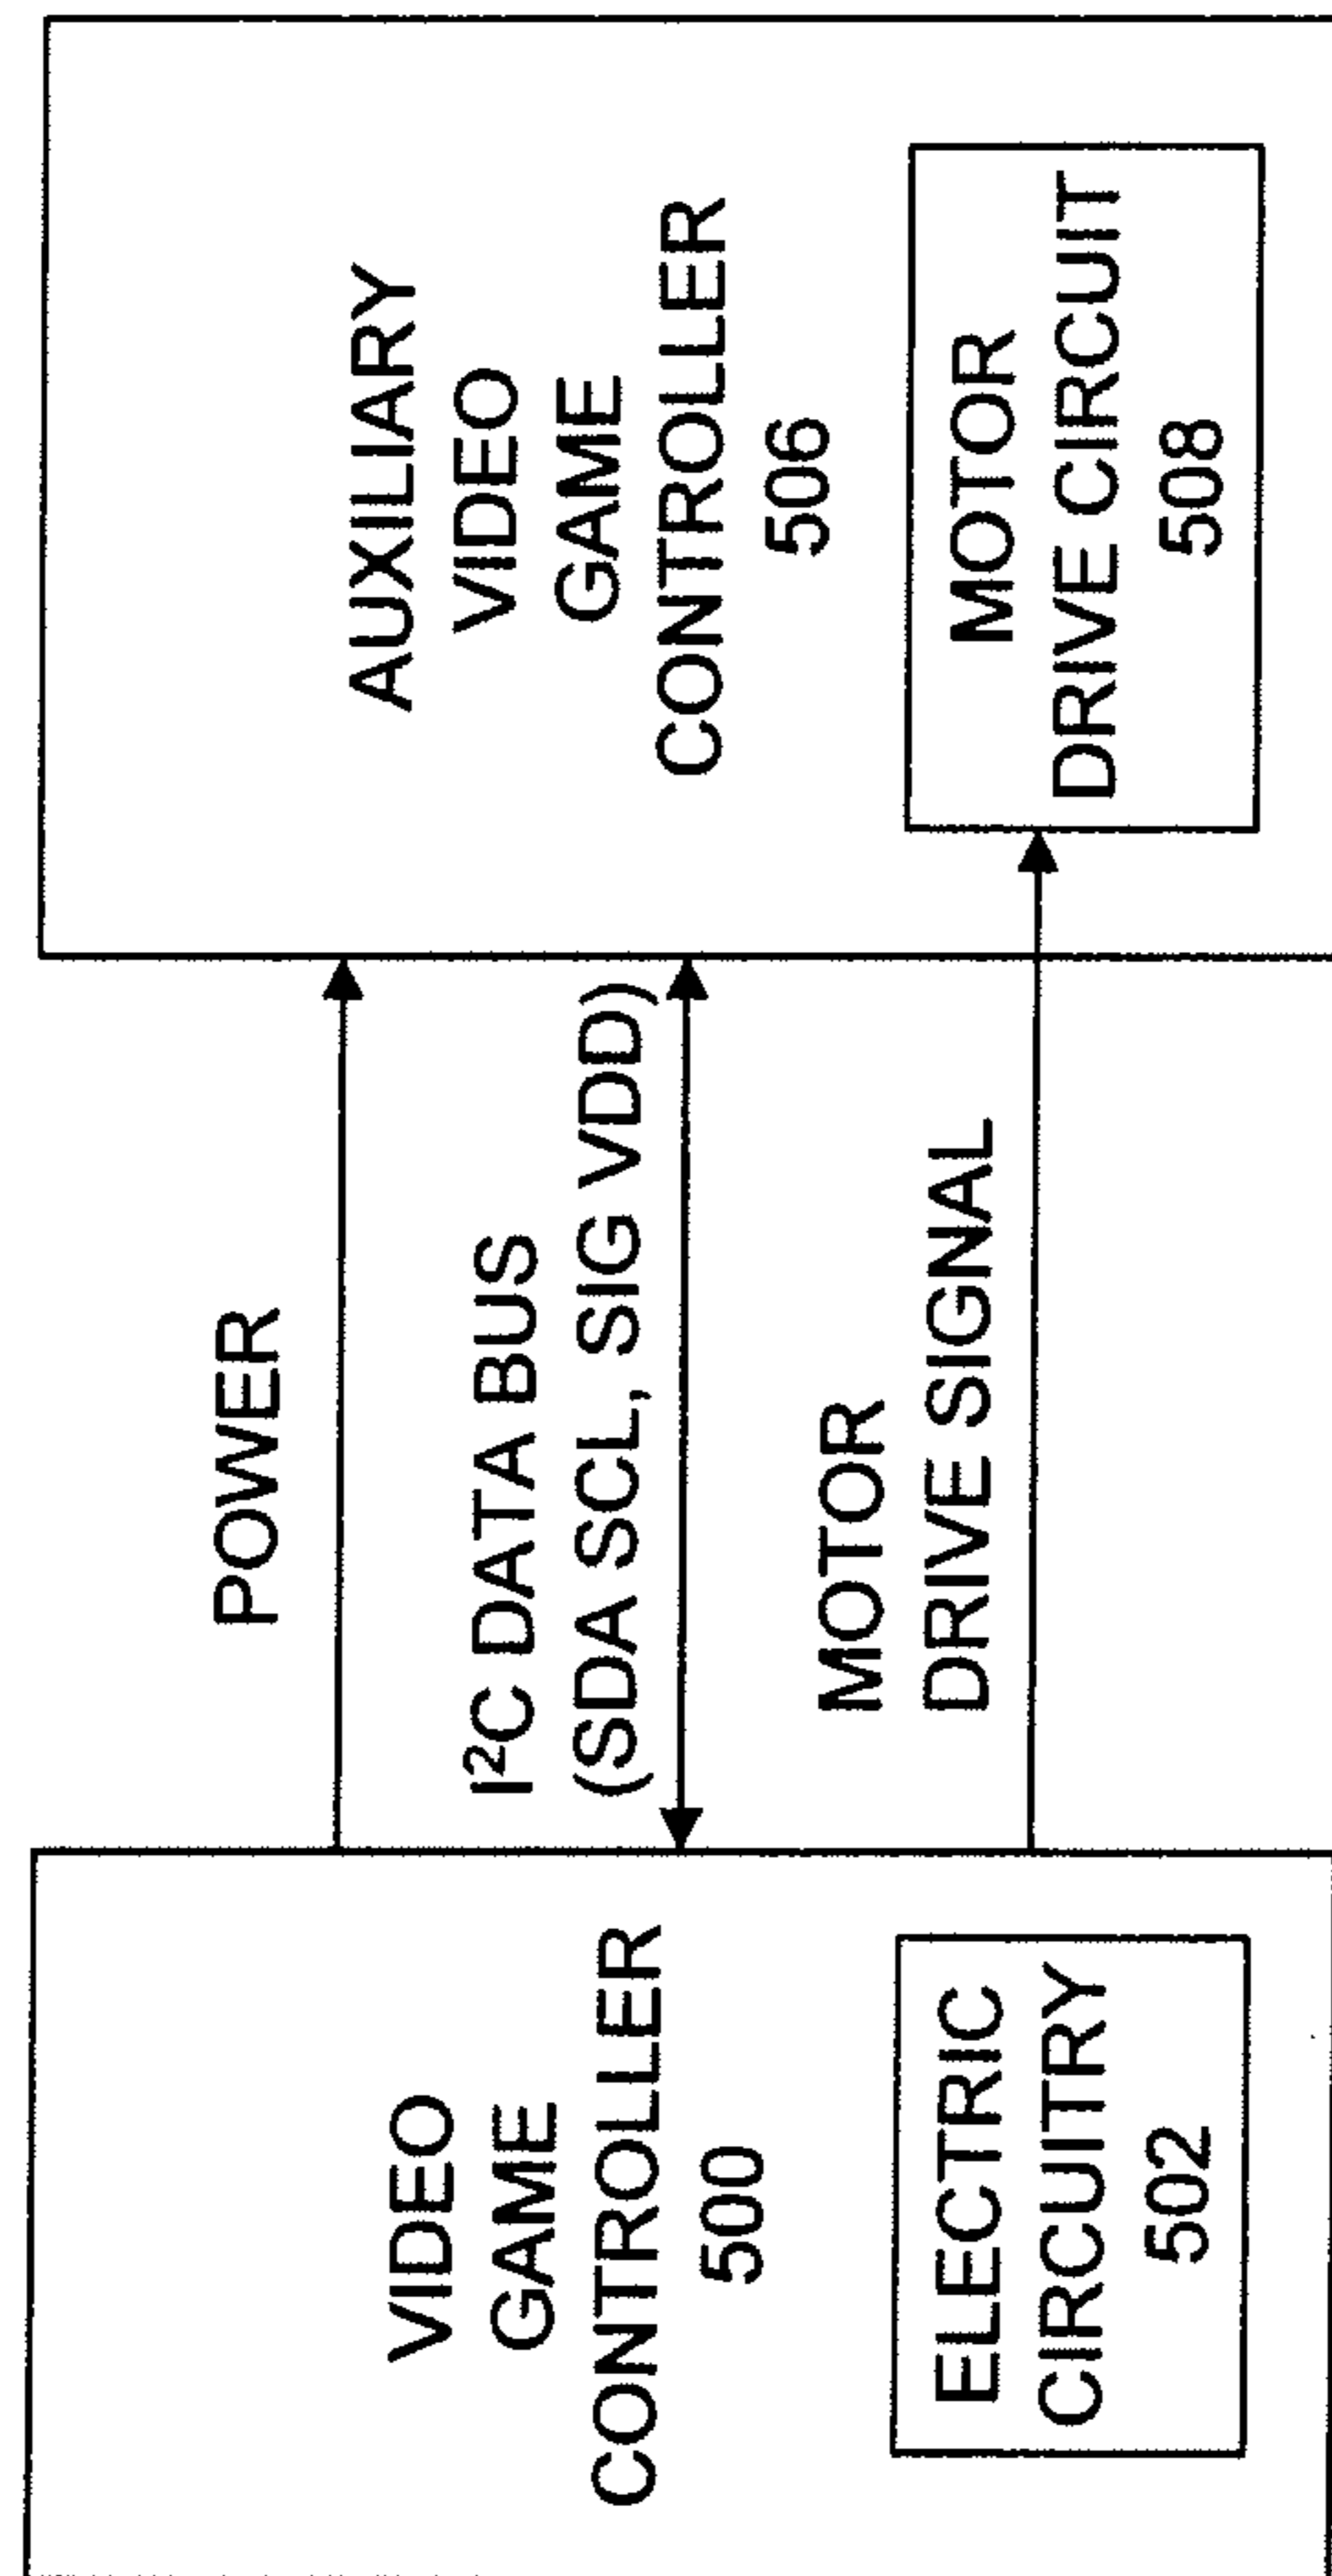 VIDEO
GAME
CONTROLLER
500
ELECTRIC
CIRCUITRY
502
POWER
I²C DATA BUS
(SDA SCL, SIG VDD)
MOTOR
DRIVE SIGNAL
AUXILIARY
VIDEO
GAME
CONTROLLER
506
MOTOR
DRIVE CIRCUIT
508